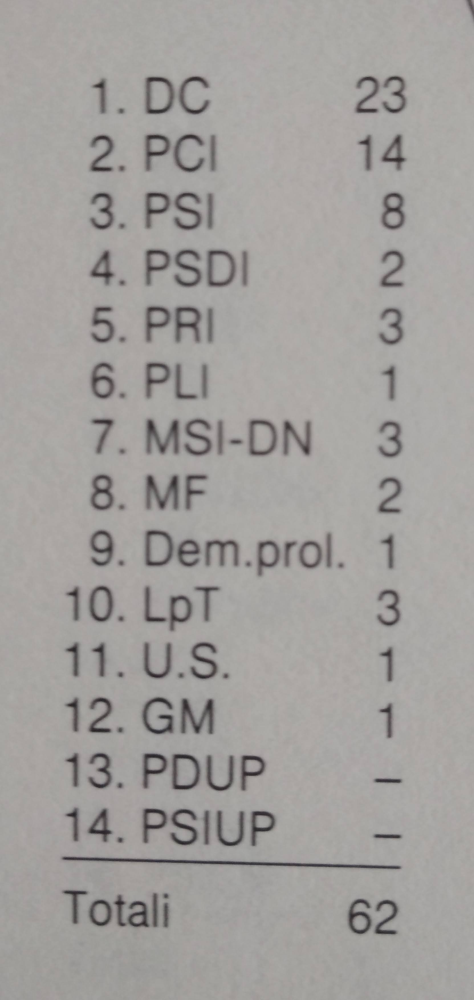 1. DC 23
2. PCI 14
3. PSI 8
4. PSDI 2
5. PRI 3
6. PLI 1
7. MSI-DN 3
8. MF 2
9. Dem.prol. 1
10. LpT 3
11. U.S. 1
12. GM 1
13. PDUP –
14. PSIUP –
Totali 62